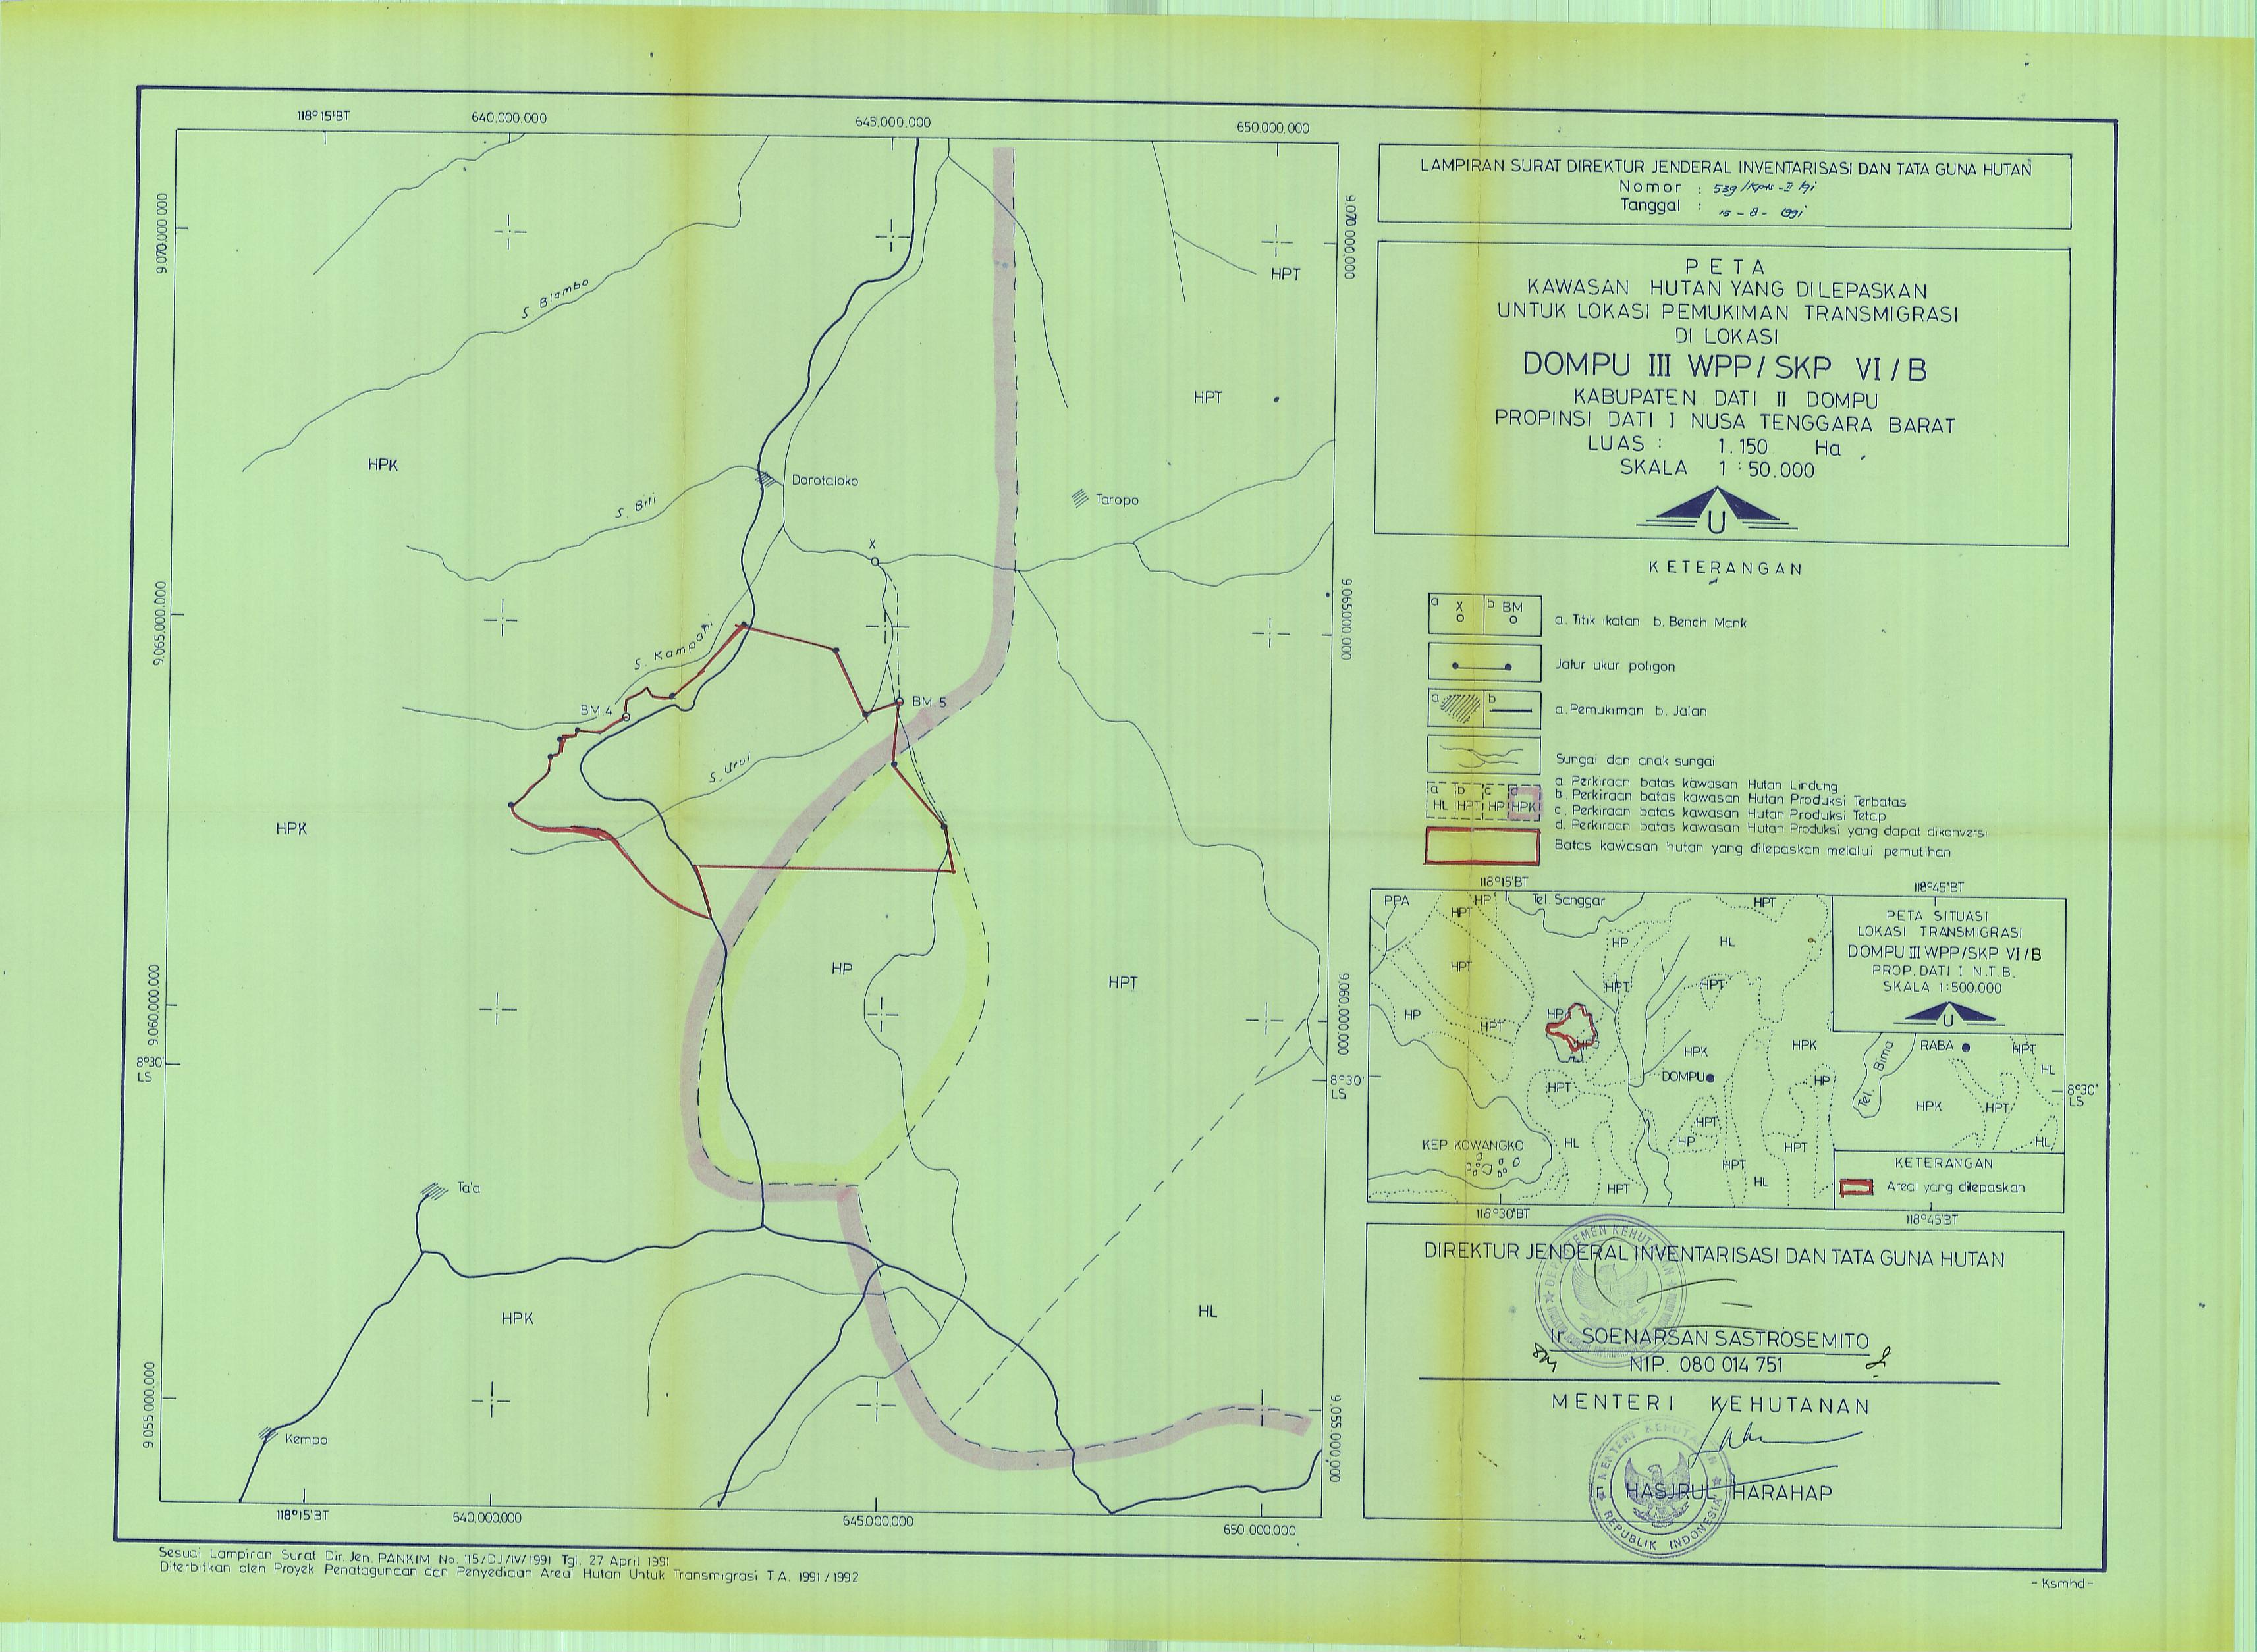 118° 15' BT
640.000.000
645.000.000
650.000.000
9.070.000.000
9.070.000.000
HPT
S. Blambo
HPT
HPK
S. Bili
Dorotaloko
Taropo
X
9.065.000.000
9.065.000.000
S. Kampani
BM.4
BM.5
S. Urul
HPK
HP
HPT
9.060.000.000
9.060.000.000
8°30'
LS
8°30'
LS
Ta'a
HPK
HL
9.055.000.000
9.055.000.000
Kempo
118° 15' BT
640.000.000
645.000.000
650.000.000
Sesuai Lampiran Surat Dir. Jen. PANKIM No. 115/DJ/IV/1991 Tgl. 27 April 1991
Diterbitkan oleh Proyek Penatagunaan dan Penyediaan Areal Hutan Untuk Transmigrasi T.A. 1991/1992
LAMPIRAN SURAT DIREKTUR JENDERAL INVENTARISASI DAN TATA GUNA HUTAN
Nomor : 539/Kpts-II/91
Tanggal : 15 - 8 - 1991
PETA
KAWASAN HUTAN YANG DILEPASKAN
UNTUK LOKASI PEMUKIMAN TRANSMIGRASI
DI LOKASI
DOMPU III WPP/SKP VI/B
KABUPATEN DATI II DOMPU
PROPINSI DATI I NUSA TENGGARA BARAT
LUAS : 1.150 Ha
SKALA 1 : 50.000
U
KETERANGAN
a X b BM
a. Titik ikatan b. Bench Mank
Jalur ukur poligon
a b
a. Pemukiman b. Jalan
Sungai dan anak sungai
a b c d
HL HPT HP HPK
a. Perkiraan batas kawasan Hutan Lindung
b. Perkiraan batas kawasan Hutan Produksi Terbatas
c. Perkiraan batas kawasan Hutan Produksi Tetap
d. Perkiraan batas kawasan Hutan Produksi yang dapat dikonversi
Batas kawasan hutan yang dilepaskan melalui pemutihan
118°15'BT
118°45'BT
PPA
HP
HPT
Tel. Sanggar
HPT
HP
HL
HPT
HPT
HPT
HP
HPT
HPK
HPK
HPK
HPT
DOMPU
HP
HPT
HP
HL
HPT
KEP. KOWANGKO
HPT
HL
HPT
PETA SITUASI
LOKASI TRANSMIGRASI
DOMPU III WPP/SKP VI/B
PROP. DATI I N.T.B.
SKALA 1:500.000
U
Tel. Bima
RABA
HPT
HL
8°30'
LS
HPK
HPT
HL
KETERANGAN
Areal yang dilepaskan
118°30'BT
118°45'BT
DIREKTUR JENDERAL INVENTARISASI DAN TATA GUNA HUTAN
Ir. SOENARSAN SASTROSEMITO
NIP. 080 014 751
MENTERI KEHUTANAN
Ir. HASJRUL HARAHAP
MENTERI KEHUTANAN
REPUBLIK INDONESIA
- Ksmhd -